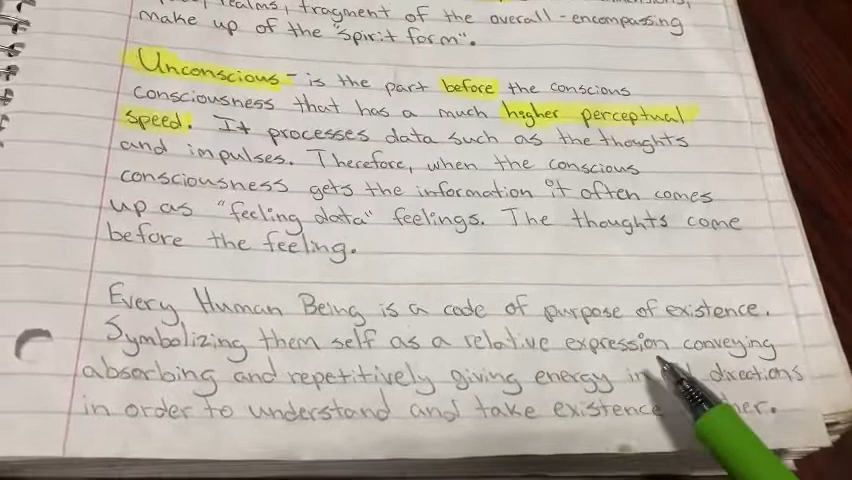 realms, fragment of the overall-encompassing
make up of the "spirit form".
Unconscious - is the part before the conscious
consciousness that has a much higher perceptual
speed. It processes data such as the thoughts
and impulses. Therefore, when the conscious
consciousness gets the information it often comes
up as "feeling data" feelings. The thoughts come
before the feeling.
Every Human Being is a code of purpose of existence.
Symbolizing them self as a relative expression conveying
absorbing and repetitively giving energy in directions
in order to understand and take existence